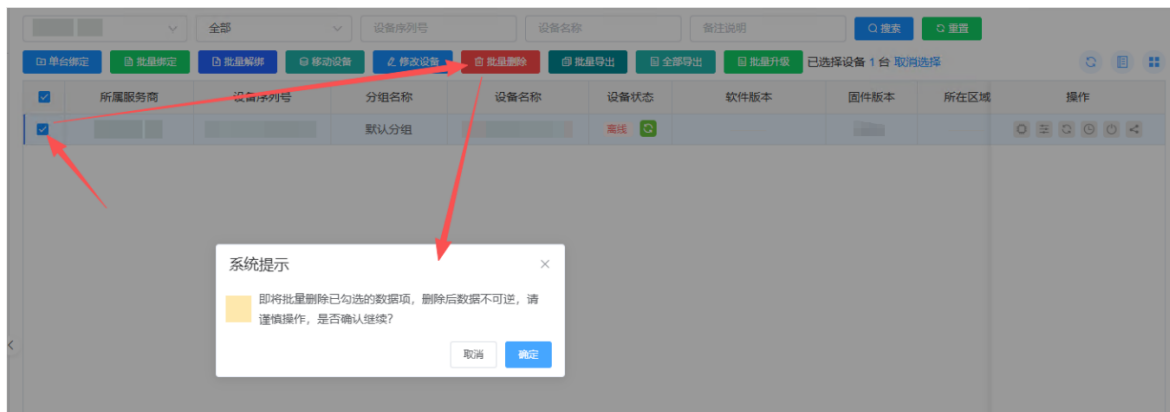 全部 设备序列号 设备名称 备注说明 搜索 重置
单台绑定 批量绑定 批量解绑 移动设备 修改设备 批量删除 批量导出 全部导出 批量升级 已选择设备 1 台 取消选择
所属服务商 设备序列号 分组名称 设备名称 设备状态 软件版本 固件版本 所在区域 操作
默认分组 离线
系统提示
即将批量删除已勾选的数据项，删除后数据不可逆，请
谨慎操作，是否确认继续？
取消 确定